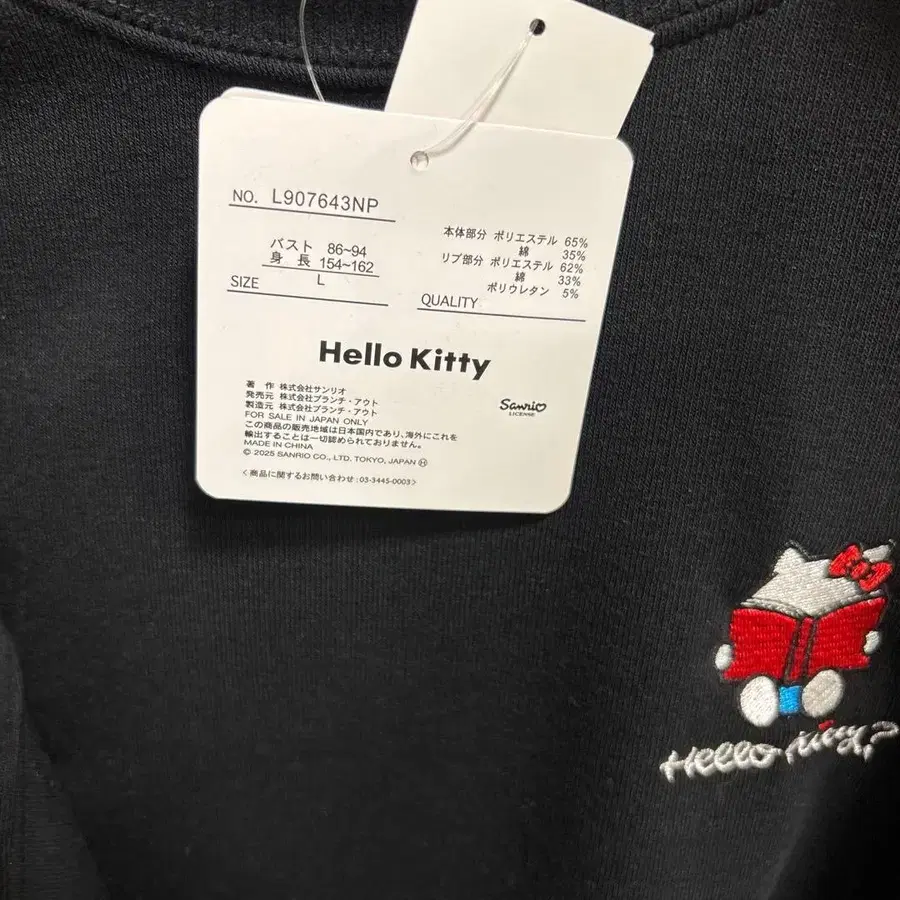 NO. L907643NP
バスト 86~94
身長 154~162
SIZE L
本体部分 ポリエステル 65%
綿 35%
リブ部分 ポリエステル 62%
綿 33%
ポリウレタン 5%
QUALITY
Hello Kitty
著作 株式会社サンリオ
発売元 株式会社ブランチ・アウト
製造元 株式会社ブランチ・アウト
FOR SALE IN JAPAN ONLY
この商品の販売地域は日本国内であり、海外にこれを
輸出することは一切認められておりません。
MADE IN CHINA
© 2025 SANRIO CO., LTD. TOKYO, JAPAN Ⓗ
<商品に関するお問い合わせ:03-3445-0003>
Sanrio
LICENSE
Hello Kitty?